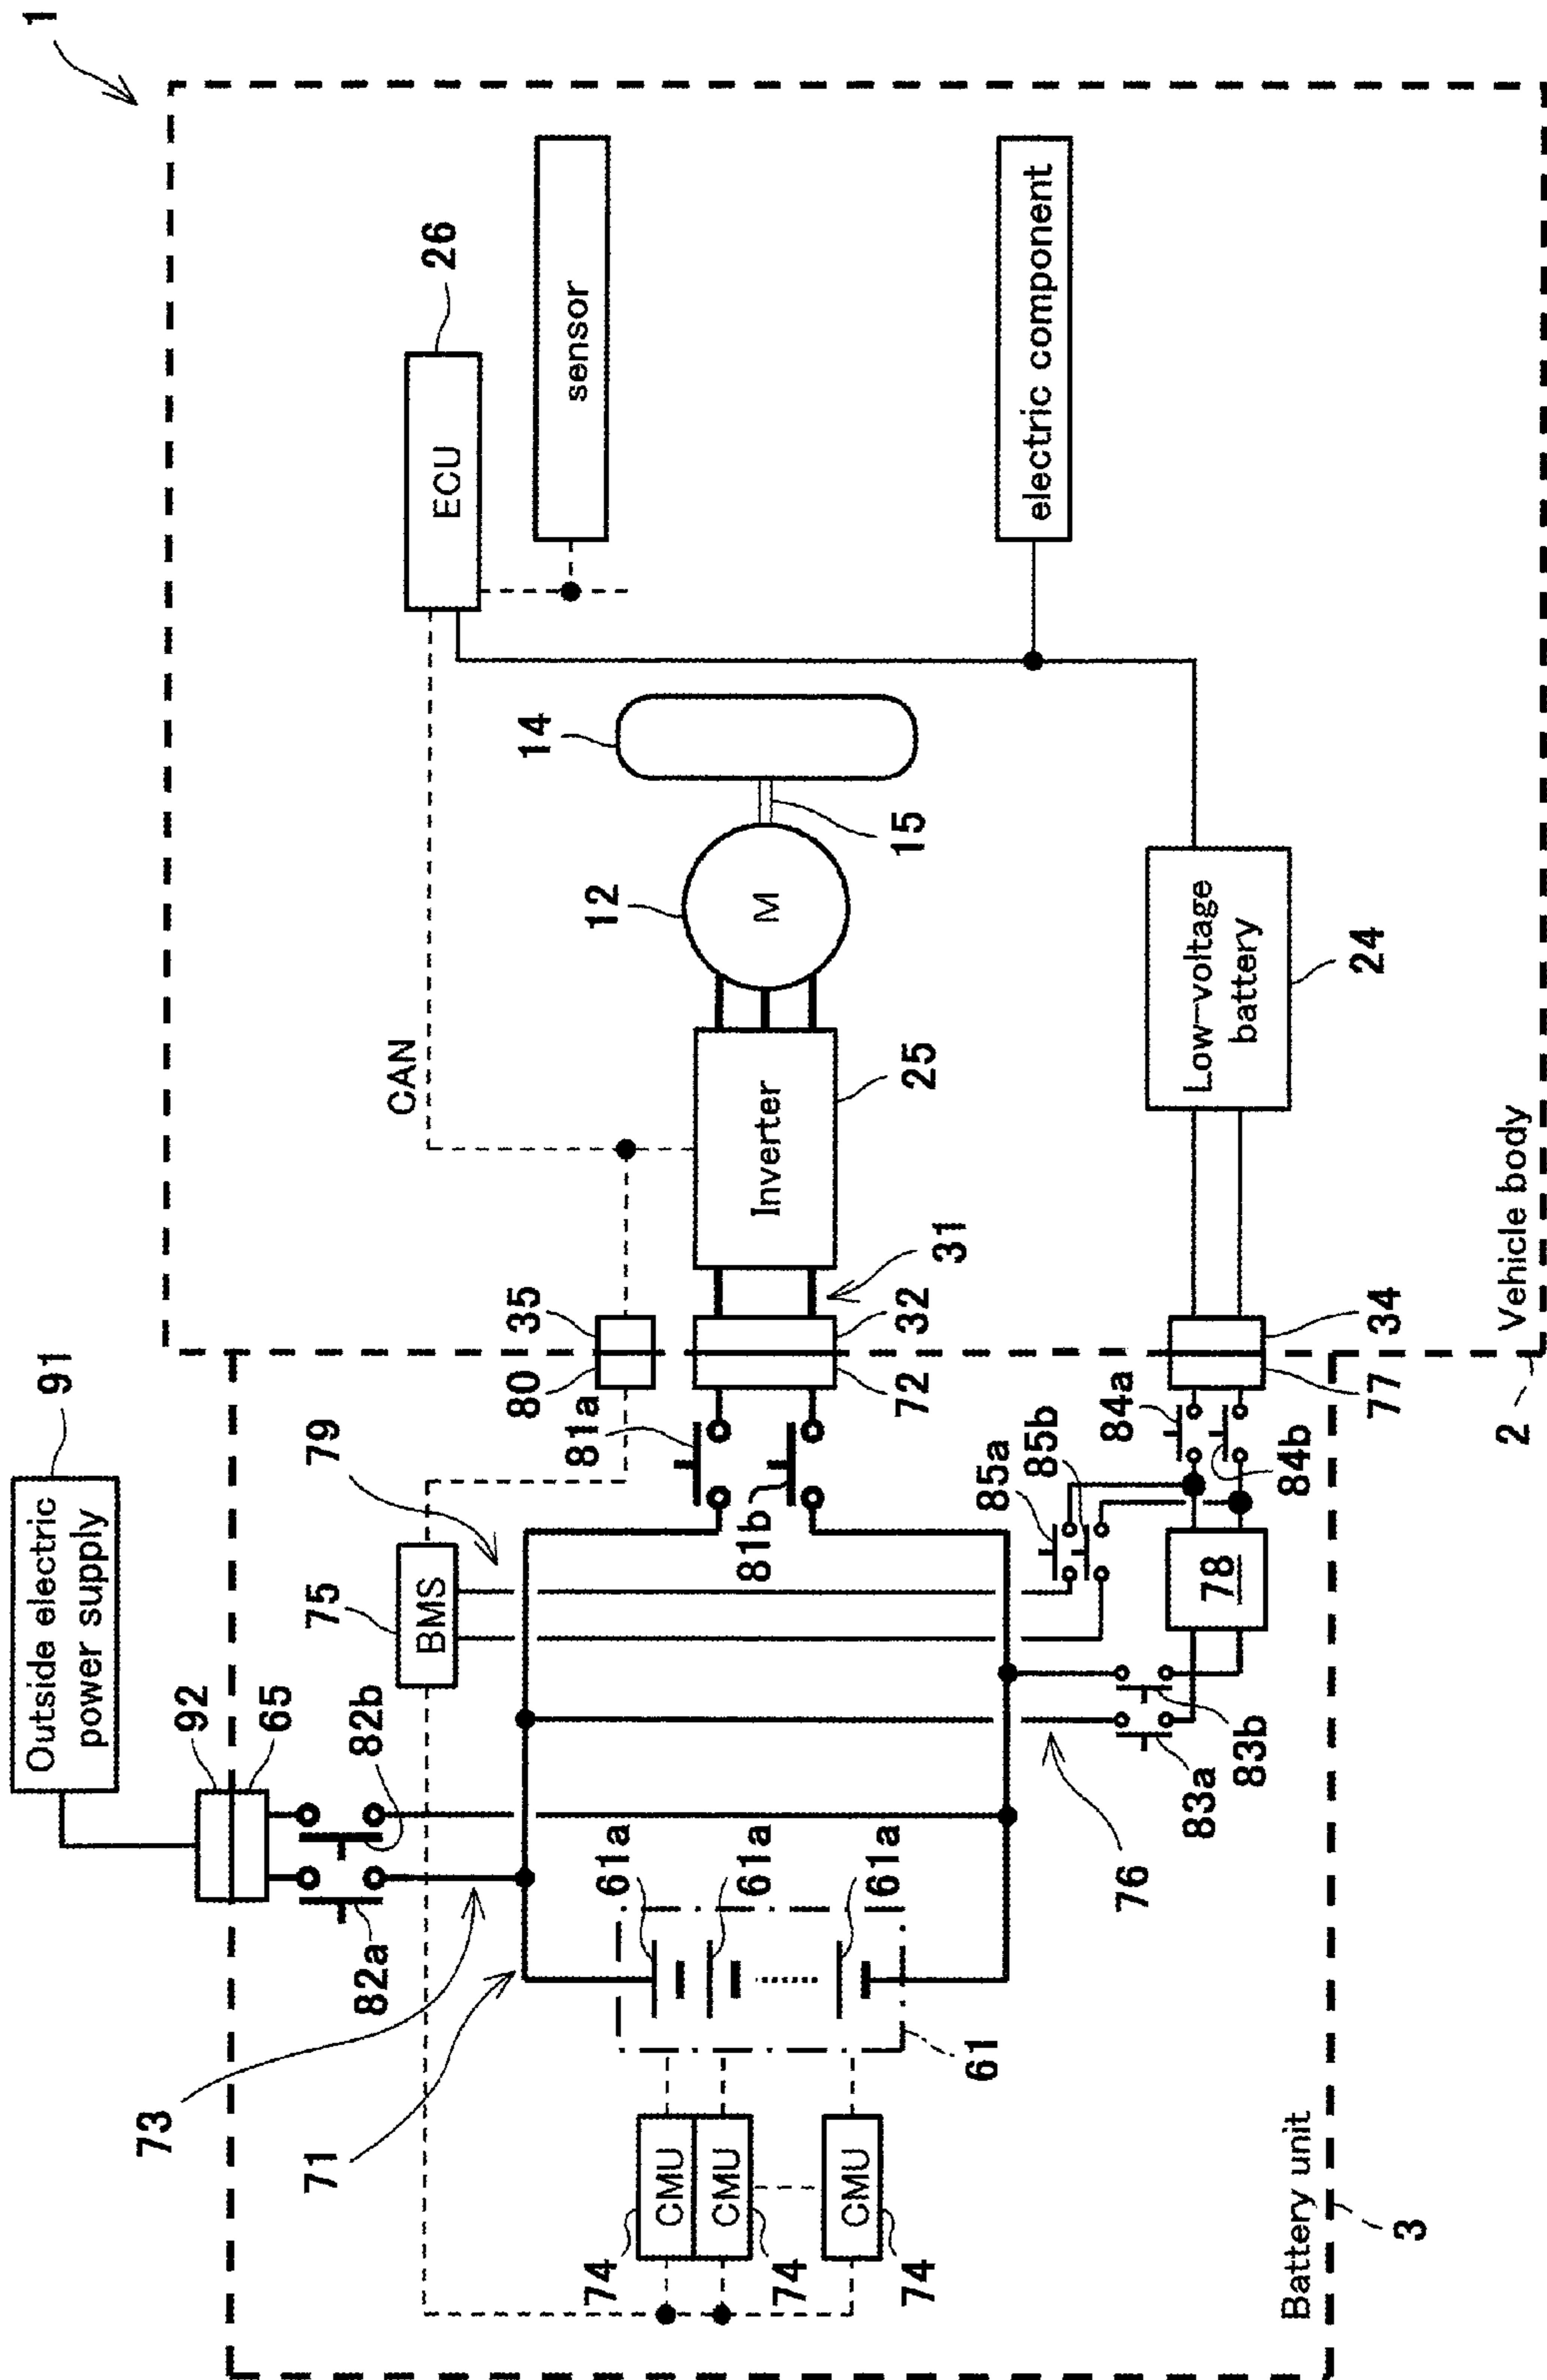 1
91
Outside electric
power supply
92
65
82b
82a
73
71
75
BMS
79
81a
81b
80
35
72
32
31
CAN
ECU
26
sensor
14
15
12
M
Inverter
25
electric component
Low-voltage
battery
24
34
77
84a
84b
85a
85b
78
83b
83a
76
61a
61a
61a
61
CMU
CMU
CMU
74
74
74
Battery unit
3
Vehicle body
2